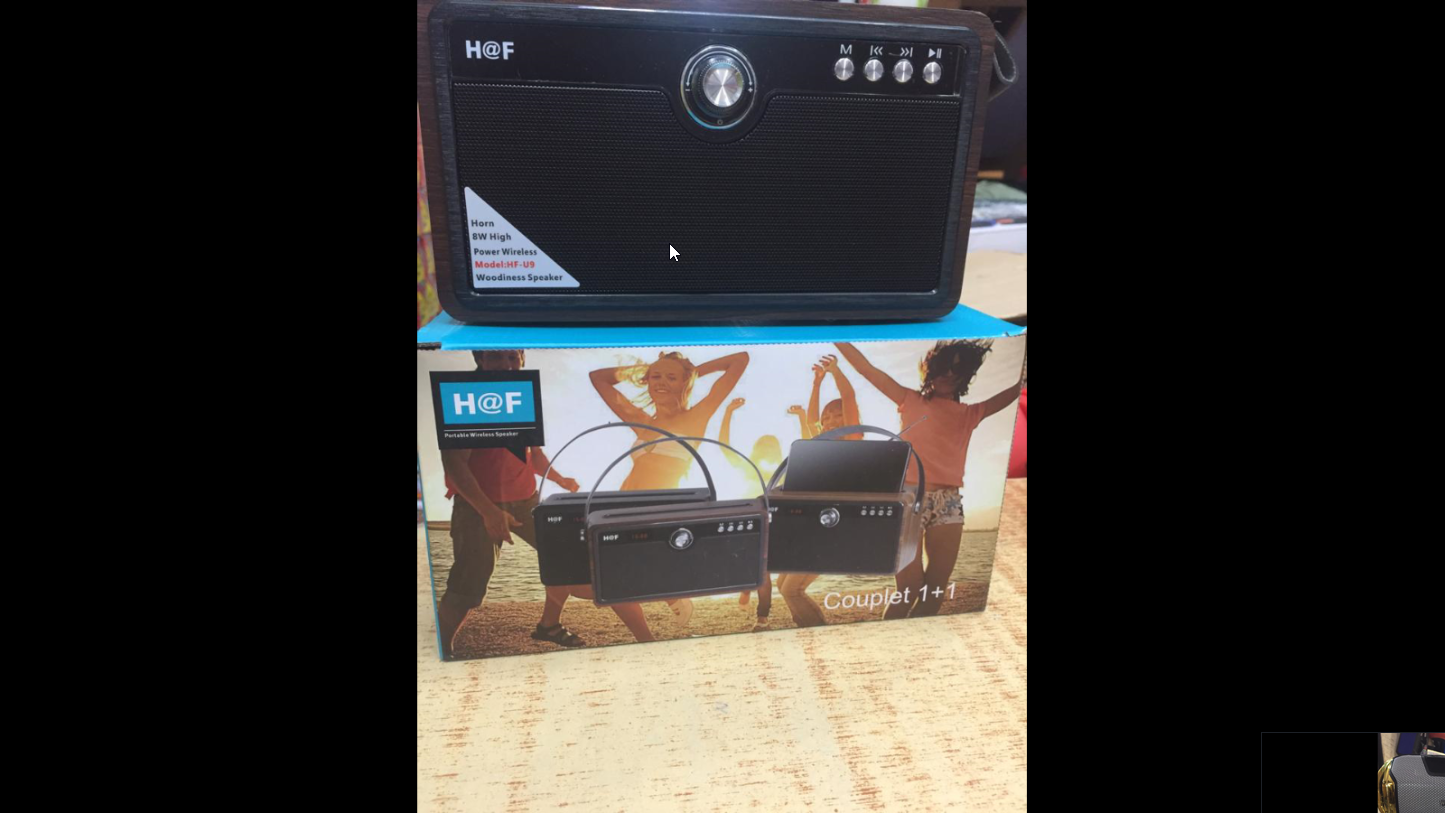 H@F
M
Horn
8W High
Power Wireless
Model:HF-U9
Woodiness Speaker
H@F
Portable Wireless Speaker
H@F
H@F
Couplet 1+1